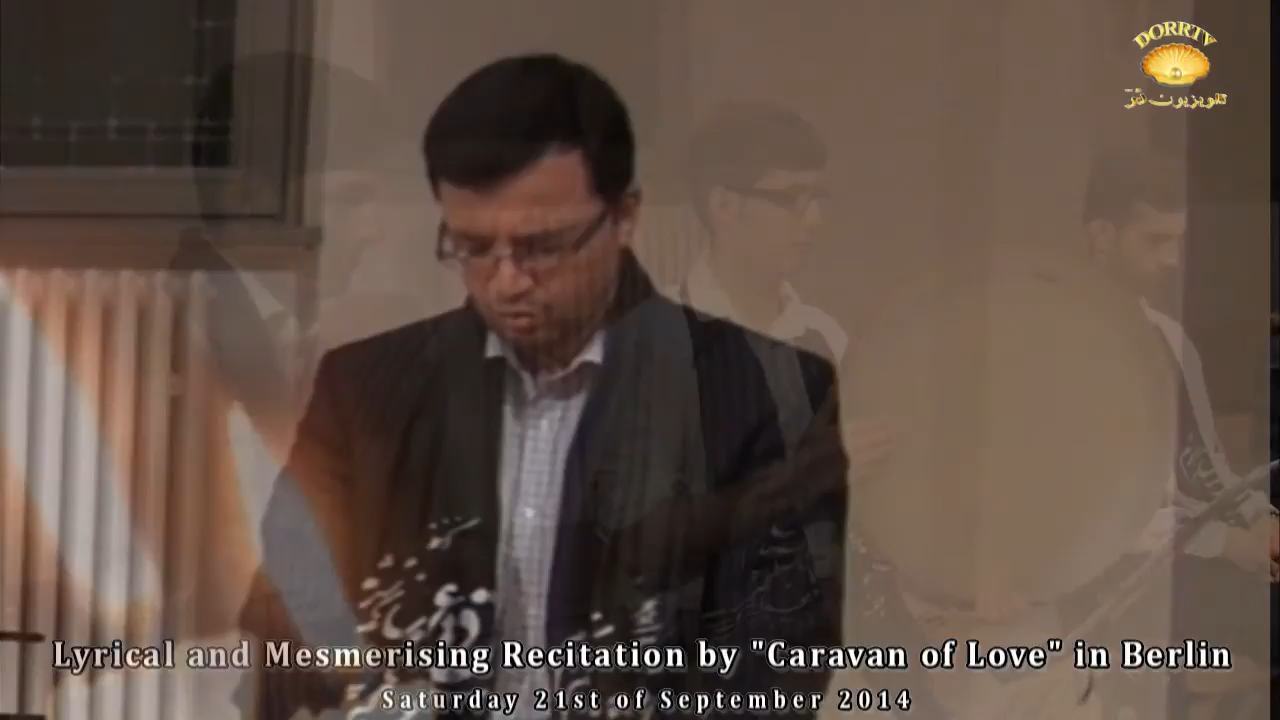 DORRTV
تلویزیون دُرّ
Lyrical and Mesmerising Recitation by "Caravan of Love" in Berlin
Saturday 21st of September 2014